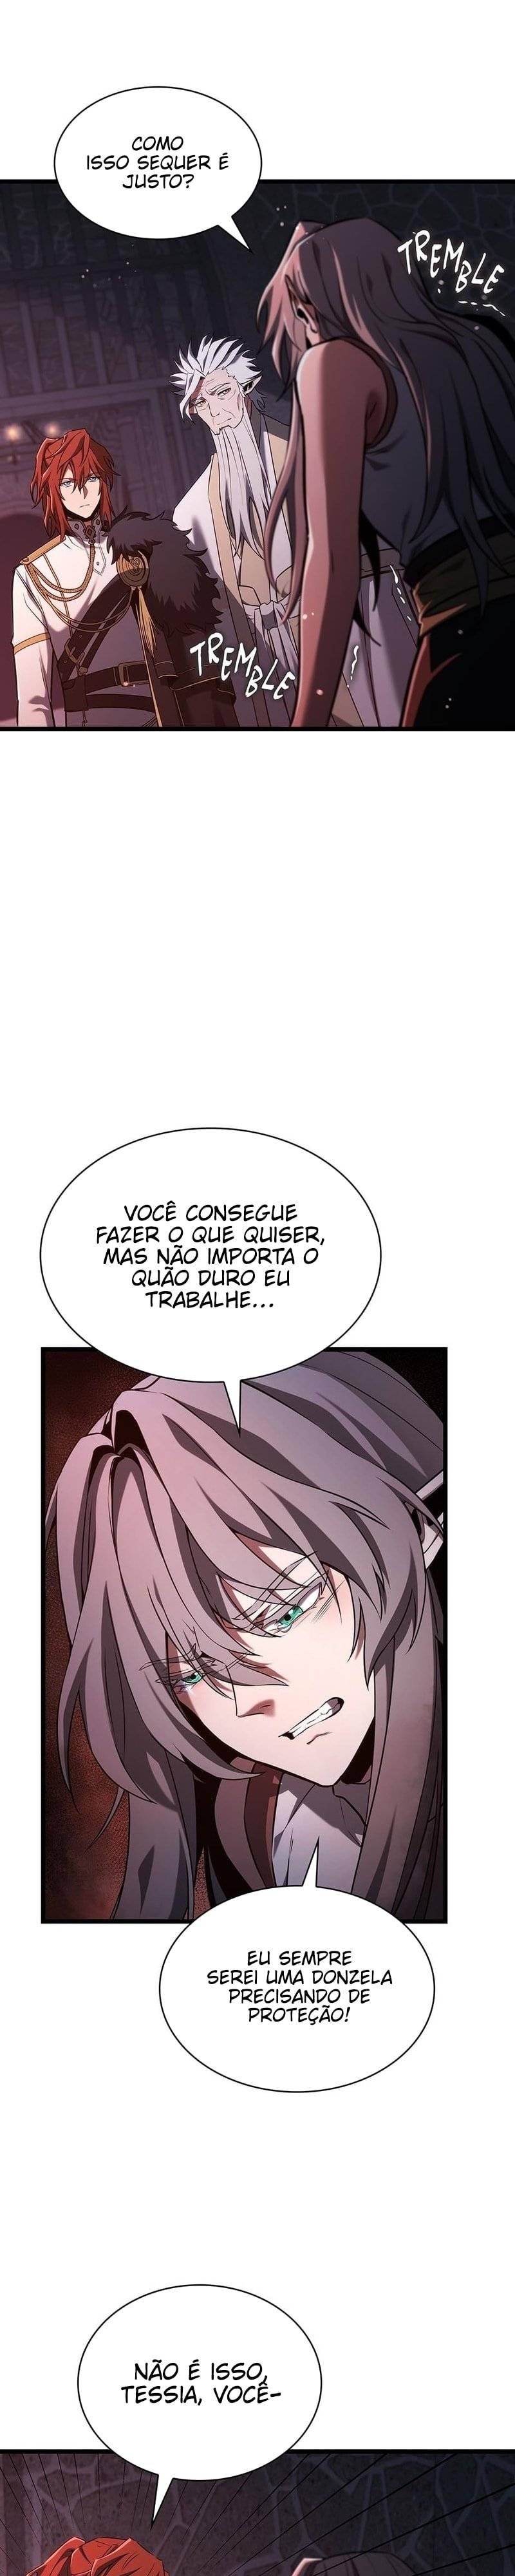 COMO
ISSO SEQUER É
JUSTO?
TREMBLE
TREMBLE
VOCÊ CONSEGUE
FAZER O QUE QUISER,
MAS NÃO IMPORTA O
QUÃO DURO EU
TRABALHE...
EU SEMPRE
SEREI UMA DONZELA
PRECISANDO DE
PROTEÇÃO!
NÃO É ISSO,
TESSIA, VOCÊ-